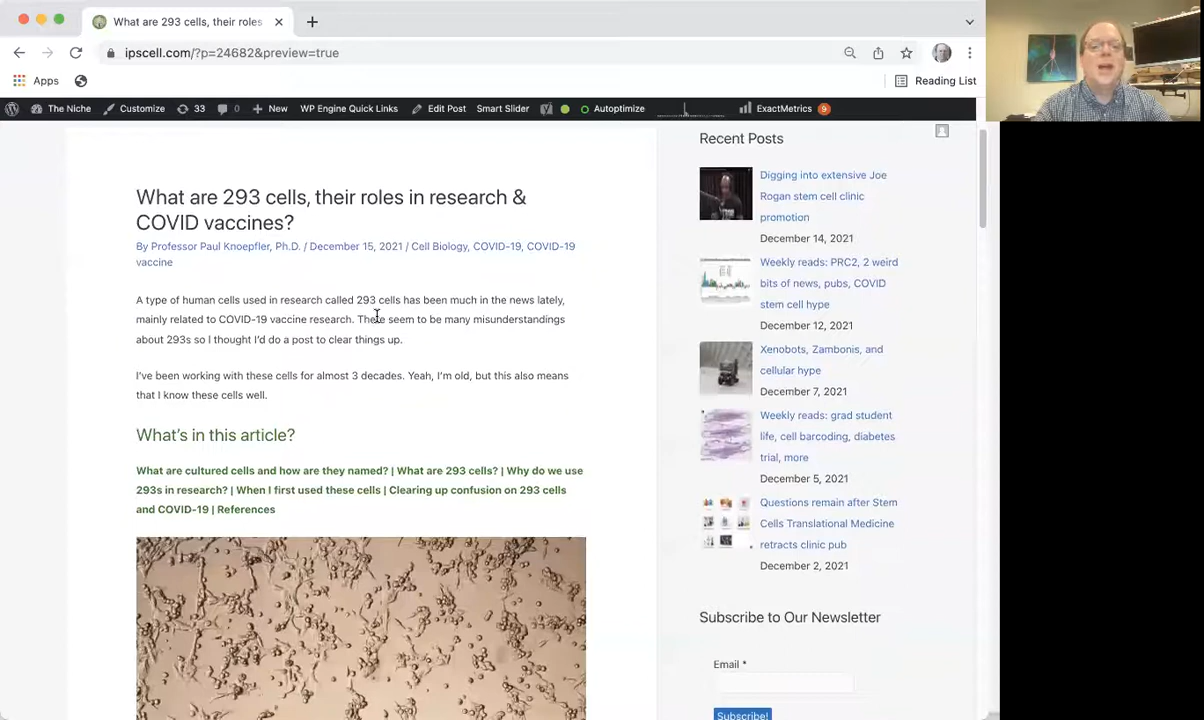 What are 293 cells, their roles
ipscell.com/?p=24682&preview=true
Apps
Reading List
The Niche
Customize
33
0
New
WP Engine Quick Links
Edit Post
Smart Slider
Autoptimize
ExactMetrics
9
What are 293 cells, their roles in research &
COVID vaccines?
By Professor Paul Knoepfler, Ph.D. / December 15, 2021 / Cell Biology, COVID-19, COVID-19
vaccine
A type of human cells used in research called 293 cells has been much in the news lately,
mainly related to COVID-19 vaccine research. There seem to be many misunderstandings
about 293s so I thought I'd do a post to clear things up.
I've been working with these cells for almost 3 decades. Yeah, I'm old, but this also means
that I know these cells well.
What's in this article?
What are cultured cells and how are they named? | What are 293 cells? | Why do we use
293s in research? | When I first used these cells | Clearing up confusion on 293 cells
and COVID-19 | References
Recent Posts
Digging into extensive Joe
Rogan stem cell clinic
promotion
December 14, 2021
Weekly reads: PRC2, 2 weird
bits of news, pubs, COVID
stem cell hype
December 12, 2021
Xenobots, Zambonis, and
cellular hype
December 7, 2021
Weekly reads: grad student
life, cell barcoding, diabetes
trial, more
December 5, 2021
Questions remain after Stem
Cells Translational Medicine
retracts clinic pub
December 2, 2021
Subscribe to Our Newsletter
Email *
Subscribe!